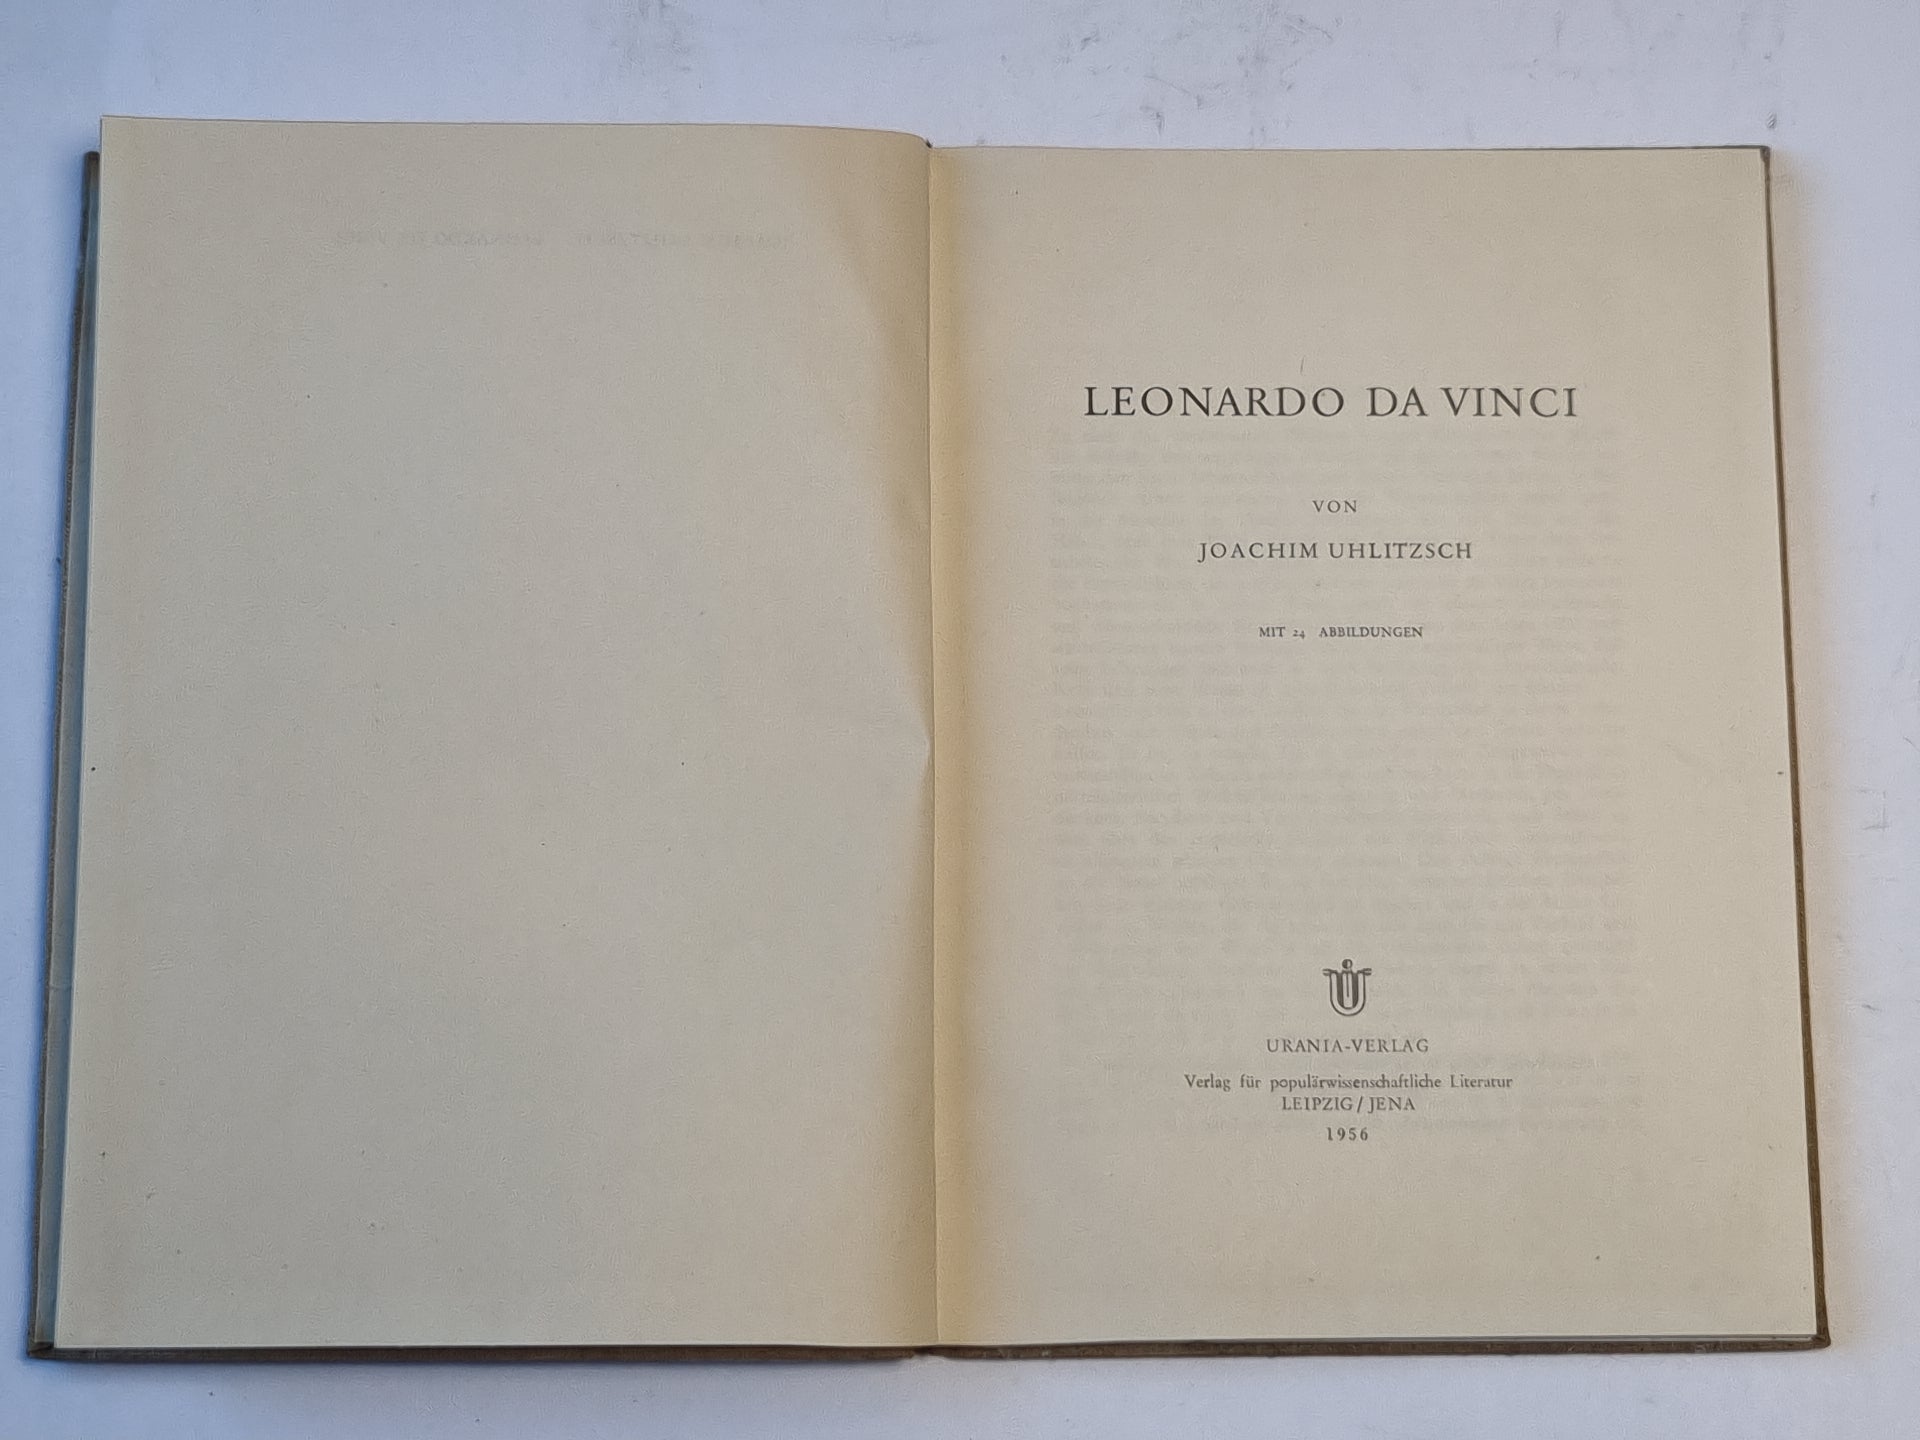 LEONARDO DA VINCI
VON
JOACHIM UHLITZSCH
MIT 24 ABBILDUNGEN
URANIA-VERLAG
Verlag für populärwissenschaftliche Literatur
LEIPZIG / JENA
1956